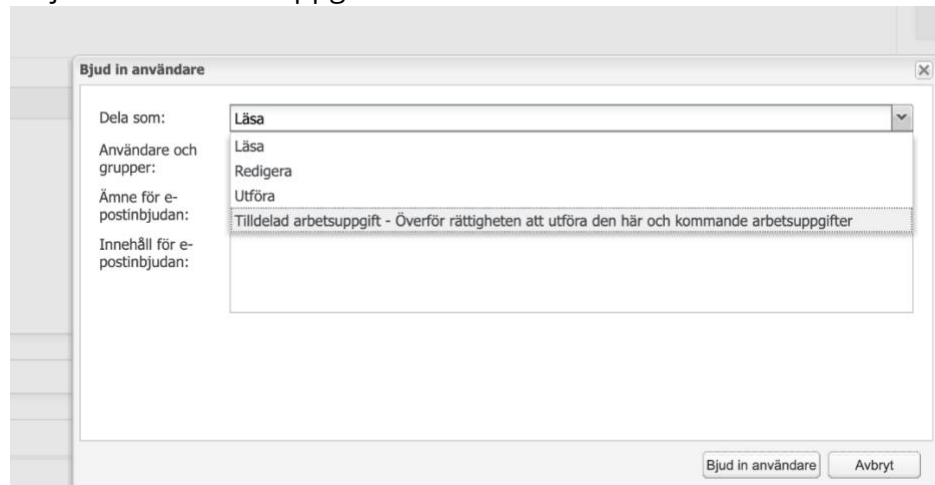 Bjud in användare
Dela som:
Läsa
Användare och
grupper:
Läsa
Redigera
Utföra
Tilldelad arbetsuppgift - Överför rättigheten att utföra den här och kommande arbetsuppgifter
Ämne för e-
postinbjudan:
Innehåll för e-
postinbjudan:
Bjud in användare
Avbryt